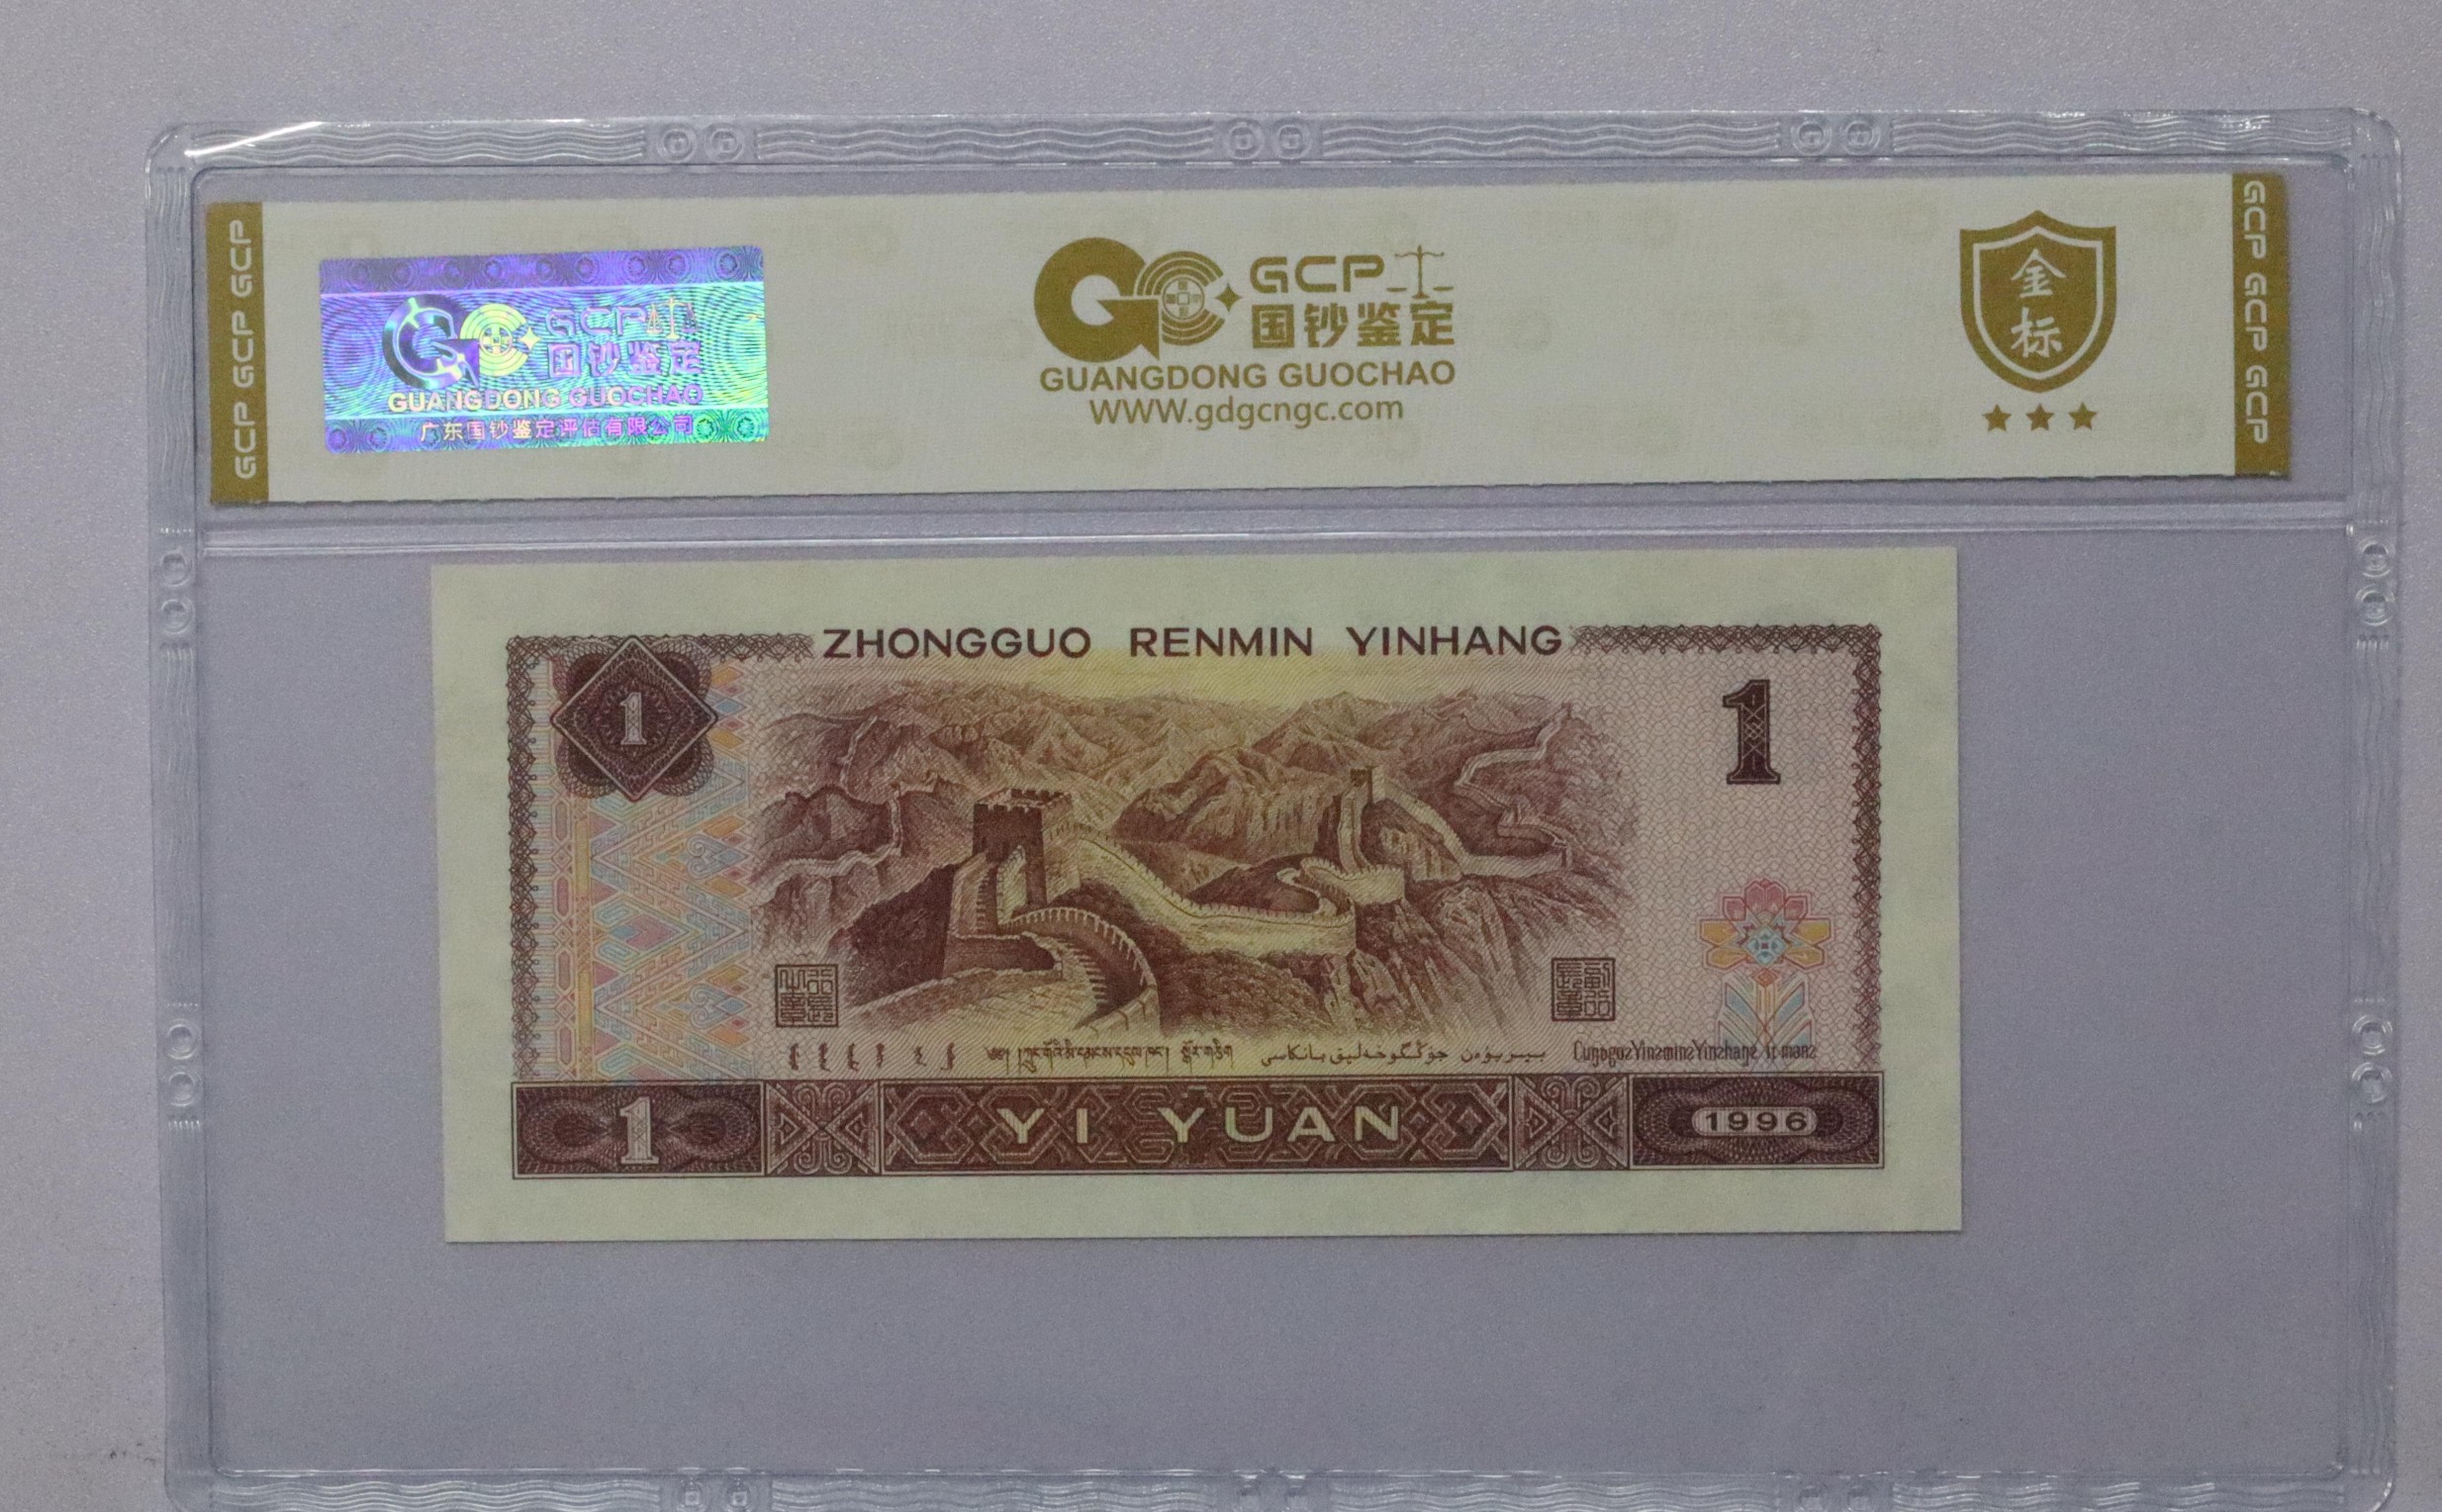 GCP GCP GCP
GCP
国钞鉴定
GUANGDONG GUOCHAO
广东国钞鉴定评估有限公司
GCP
国钞鉴定
GUANGDONG GUOCHAO
WWW.gdgcngc.com
金
标
GCP GCP GCP
ZHONGGUO RENMIN YINHANG
1
1
YI YUAN
1
1996